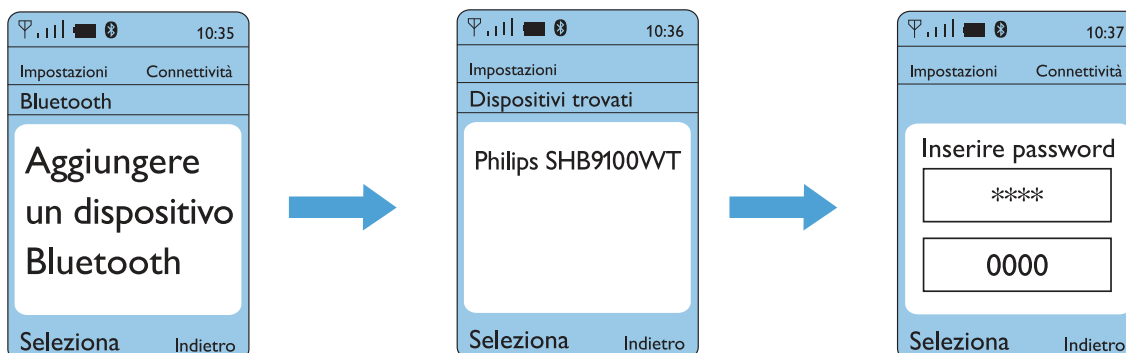 10:35
Impostazioni Connettività
Bluetooth
Aggiungere
un dispositivo
Bluetooth
Seleziona Indietro
10:36
Impostazioni
Dispositivi trovati
Philips SHB9100WT
Seleziona Indietro
10:37
Impostazioni Connettività
Inserire password
****
0000
Seleziona Indietro